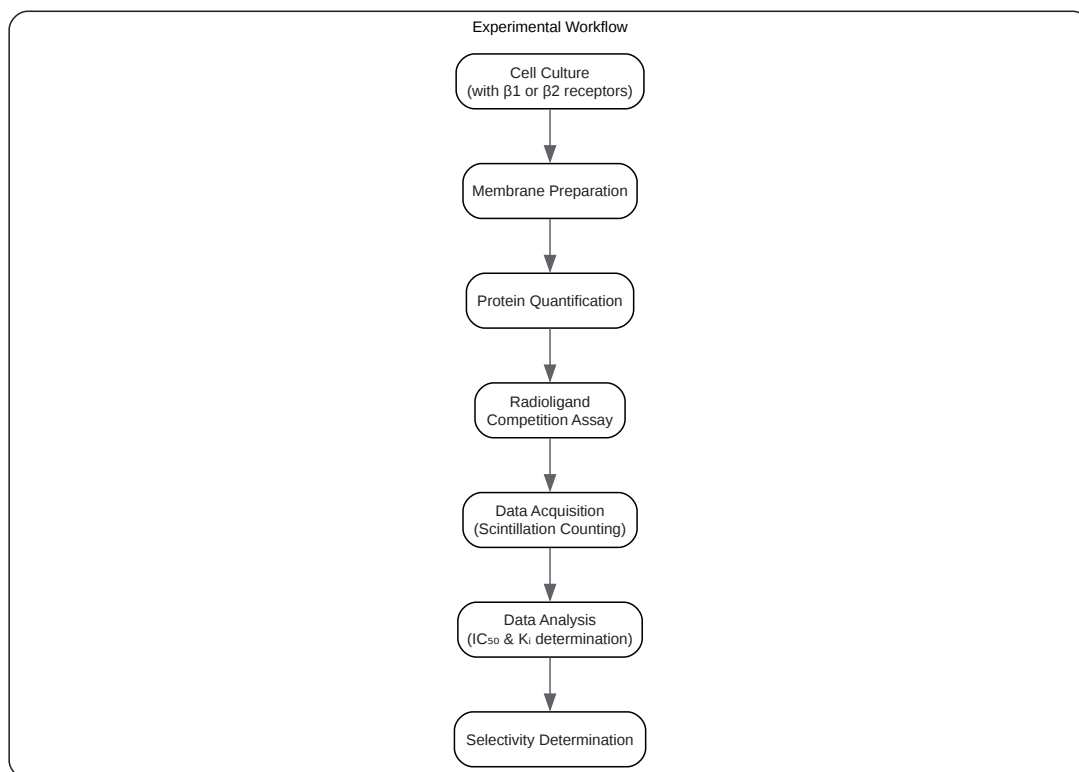 Experimental Workflow
Cell Culture
(with β1 or β2 receptors)
Membrane Preparation
Protein Quantification
Radioligand
Competition Assay
Data Acquisition
(Scintillation Counting)
Data Analysis
(IC₅₀ & Kᵢ determination)
Selectivity Determination